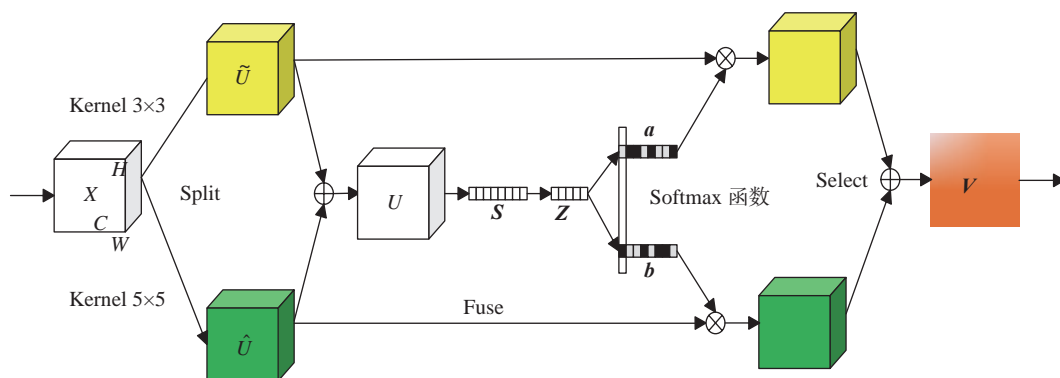 Ũ
Kernel 3×3
a
H
X
Split
U
S
Z
Softmax 函数
Select
V
C
W
b
Kernel 5×5
Fuse
Û